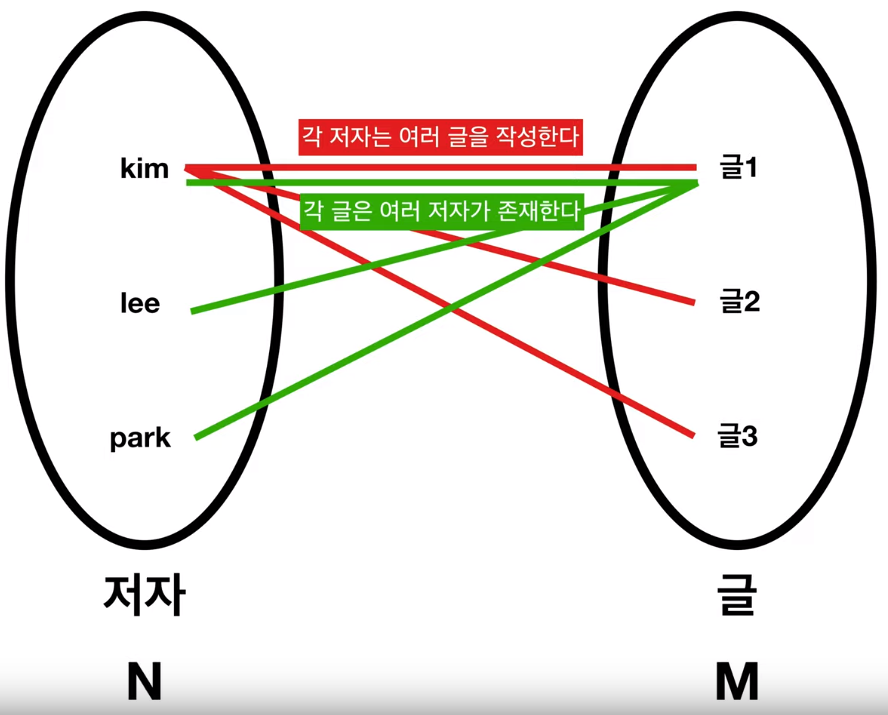 각 저자는 여러 글을 작성한다
kim
글1
각 글은 여러 저자가 존재한다
lee
글2
park
글3
저자
글
N
M